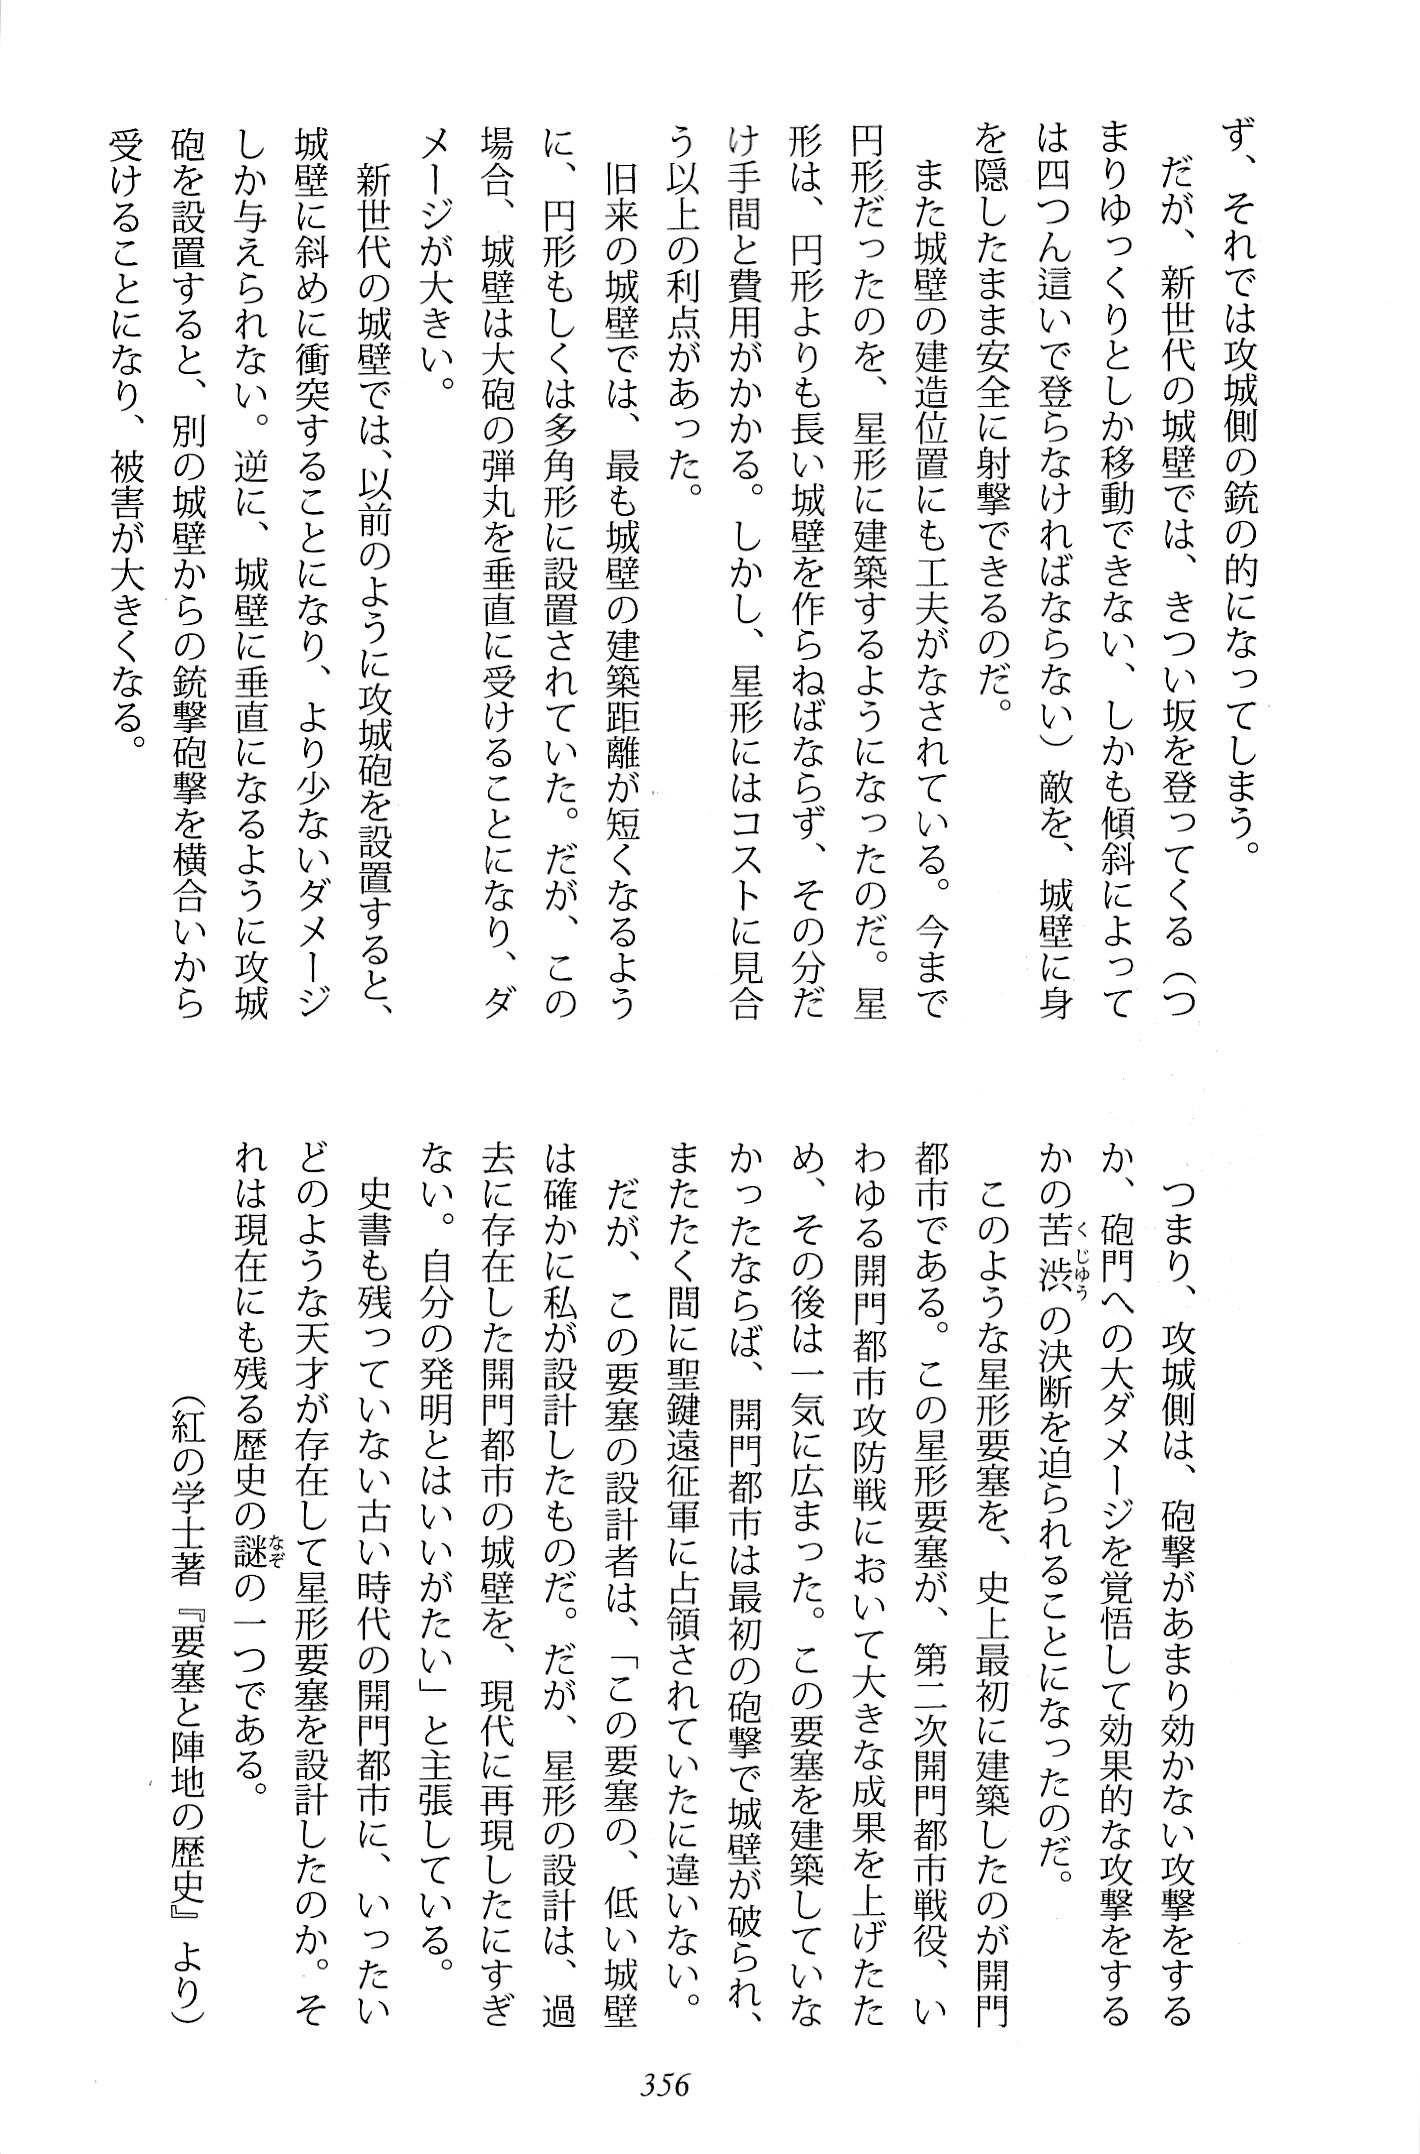 ず、それでは攻城側の銃の的になってしまう。
だが、新世代の城壁では、きつい坂を登ってくる（つ
まりゆっくりとしか移動できない、しかも傾斜によって
は四つん這いで登らなければならない）敵を、城壁に身
を隠したまま安全に射撃できるのだ。
また城壁の建造位置にも工夫がなされている。今まで
円形だったのを、星形に建築するようになったのだ。星
形は、円形よりも長い城壁を作らねばならず、その分だ
け手間と費用がかかる。しかし、星形にはコストに見合
う以上の利点があった。
旧来の城壁では、最も城壁の建築距離が短くなるよう
に、円形もしくは多角形に設置されていた。だが、この
場合、城壁は大砲の弾丸を垂直に受けることになり、ダ
メージが大きい。
新世代の城壁では、以前のように攻城砲を設置すると、
城壁に斜めに衝突することになり、より少ないダメージ
しか与えられない。逆に、城壁に垂直になるように攻城
砲を設置すると、別の城壁からの銃撃砲撃を横合いから
受けることになり、被害が大きくなる。
つまり、攻城側は、砲撃があまり効かない攻撃をする
か、砲門への大ダメージを覚悟して効果的な攻撃をする
かの苦渋の決断を迫られることになったのだ。
くじゅう
このような星形要塞を、史上最初に建築したのが開門
都市である。この星形要塞が、第二次開門都市戦役、い
わゆる開門都市攻防戦において大きな成果を上げたた
め、その後は一気に広まった。この要塞を建築していな
かったならば、開門都市は最初の砲撃で城壁が破られ、
またたく間に聖鍵遠征軍に占領されていたに違いない。
だが、この要塞の設計者は、「この要塞の、低い城壁
は確かに私が設計したものだ。だが、星形の設計は、過
去に存在した開門都市の城壁を、現代に再現したにすぎ
ない。自分の発明とはいいがたい」と主張している。
史書も残っていない古い時代の開門都市に、いったい
どのような天才が存在して星形要塞を設計したのか。そ
れは現在にも残る歴史の謎の一つである。
なぞ
（紅の学士著『要塞と陣地の歴史』より）
356